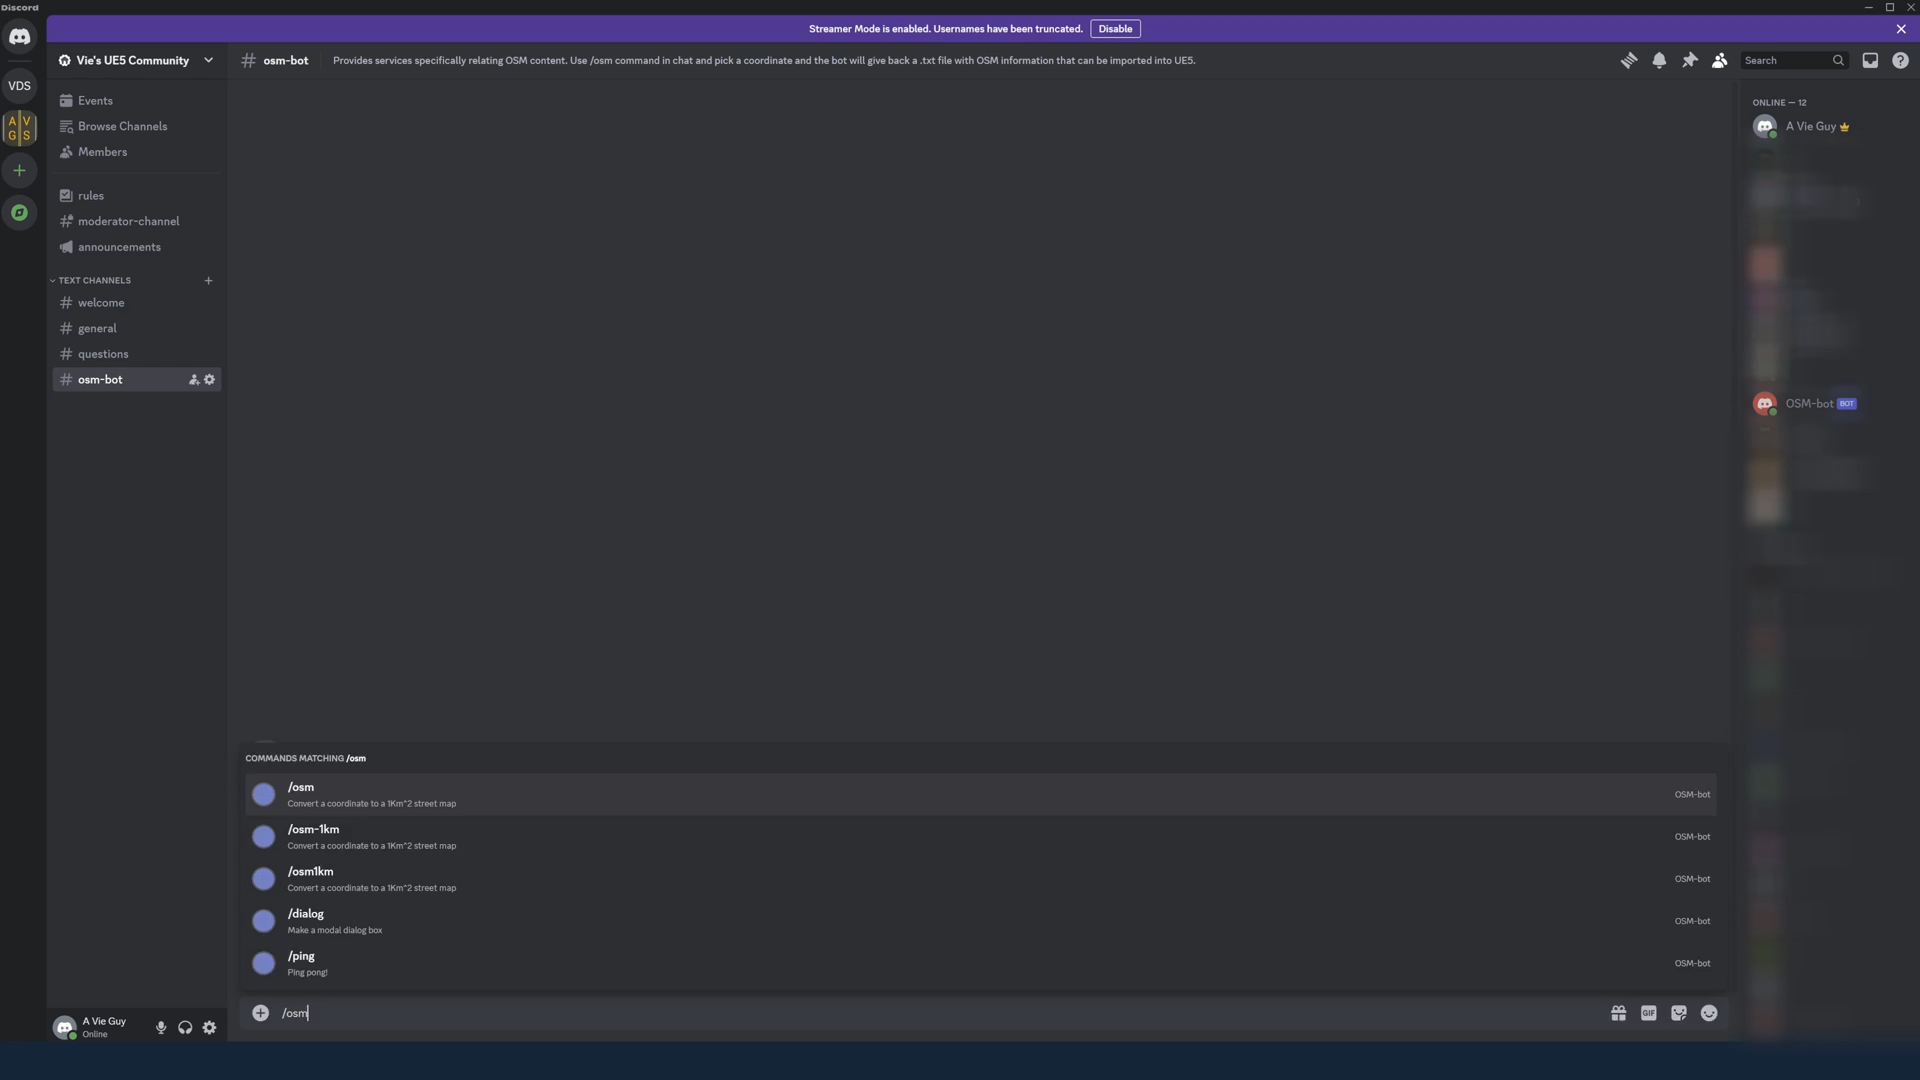 Discord
Streamer Mode is enabled. Usernames have been truncated. Disable
Vie's UE5 Community
osm-bot Provides services specifically relating OSM content. Use /osm command in chat and pick a coordinate and the bot will give back a .txt file with OSM information that can be imported into UE5.
Search
VDS
A V
G S
Events
Browse Channels
Members
rules
moderator-channel
announcements
TEXT CHANNELS
welcome
general
questions
osm-bot
A Vie Guy
Online
COMMANDS MATCHING /osm
/osm
Convert a coordinate to a 1Km^2 street map
OSM-bot
/osm-1km
Convert a coordinate to a 1Km^2 street map
OSM-bot
/osm1km
Convert a coordinate to a 1Km^2 street map
OSM-bot
/dialog
Make a modal dialog box
OSM-bot
/ping
Ping pong!
OSM-bot
/osm
GIF
ONLINE — 12
A Vie Guy
OSM-bot BOT